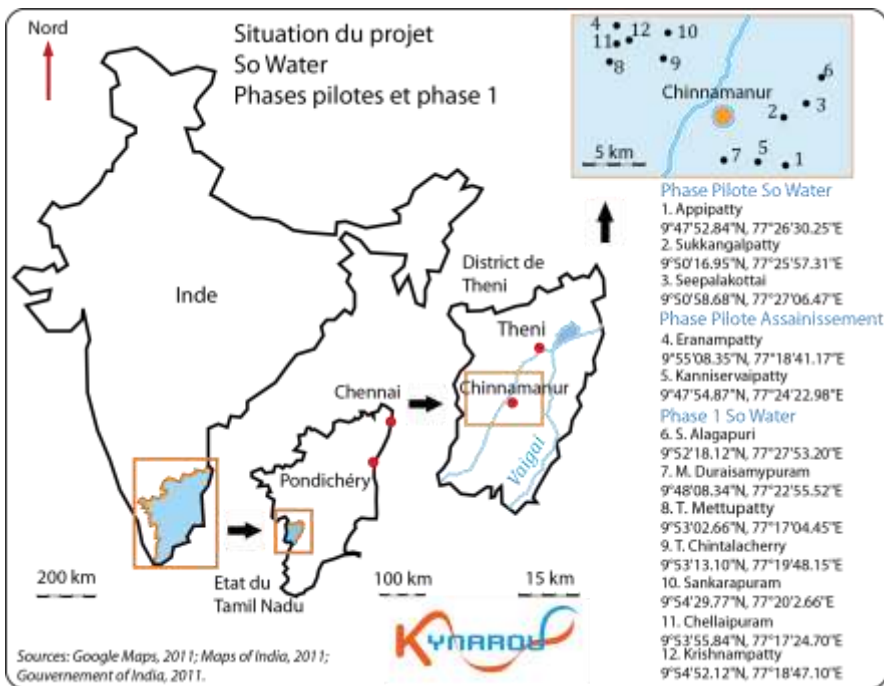 Nord
Situation du projet
So Water
Phases pilotes et phase 1
Inde
200 km
Chennai
Pondichéry
Etat du
Tamil Nadu
100 km
District de
Theni
Theni
Chinnamanur
Vaigai
15 km
4
12
10
11
8
9
6
Chinnamanur
2
3
5 km
7
5
1
Phase Pilote So Water
1. Appipatty
9°47'52.84"N, 77°26'30.25"E
2. Sukkangalpatty
9°50'16.95"N, 77°25'57.31"E
3. Seepalakottai
9°50'58.68"N, 77°27'06.47"E
Phase Pilote Assainissement
4. Eranampatty
9°55'08.35"N, 77°18'41.17"E
5. Kanniservaipatty
9°47'54.87"N, 77°24'22.98"E
Phase 1 So Water
6. S. Alagapuri
9°52'18.12"N, 77°27'53.20"E
7. M. Duraisamypuram
9°48'08.34"N, 77°22'55.52"E
8. T. Mettupatty
9°53'02.66"N, 77°17'04.45"E
9. T. Chintalacherry
9°53'13.10"N, 77°19'48.15"E
10. Sankarapuram
9°54'29.77"N, 77°20'2.66"E
11. Chellaipuram
9°53'55.84"N, 77°17'24.70"E
12. Krishnampatty
9°54'52.12"N, 77°18'47.10"E
KYNAROU
Sources: Google Maps, 2011; Maps of India, 2011;
Gouvernement of India, 2011.